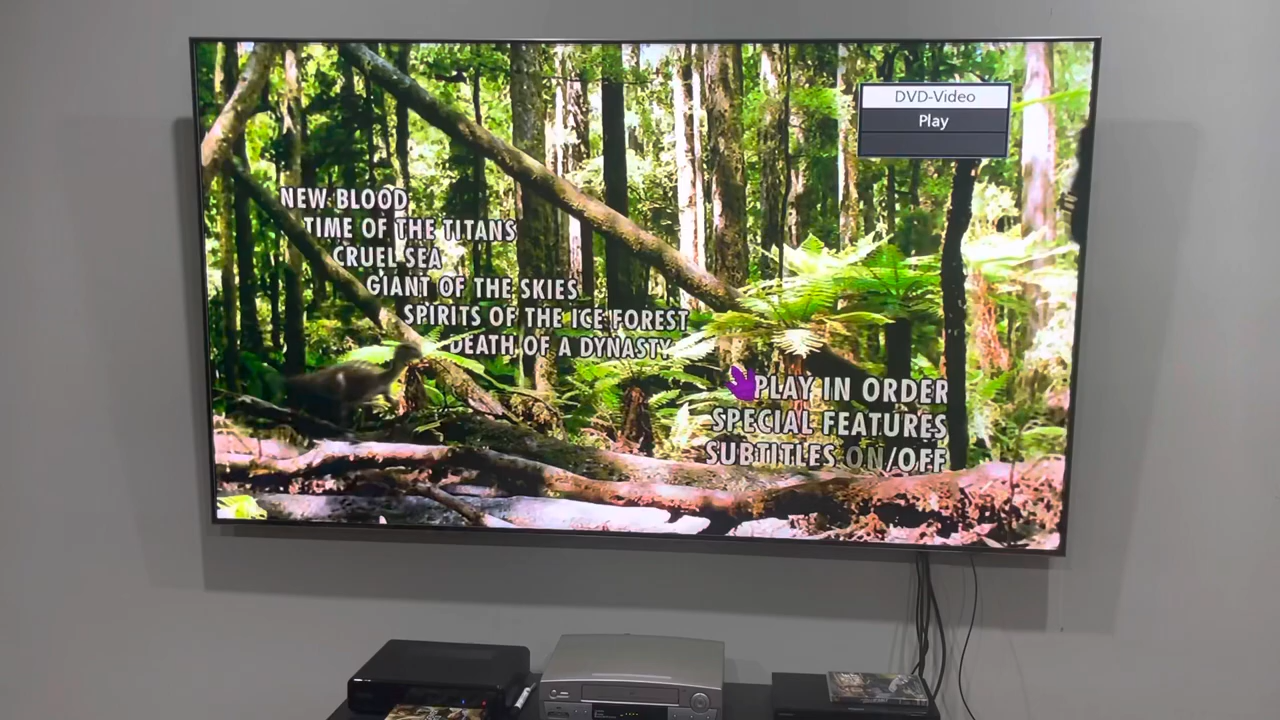 DVD-Video
Play
NEW BLOOD
TIME OF THE TITANS
CRUEL SEA
GIANT OF THE SKIES
SPIRITS OF THE ICE FOREST
DEATH OF A DYNASTY
PLAY IN ORDER
SPECIAL FEATURES
SUBTITLES ON/OFF